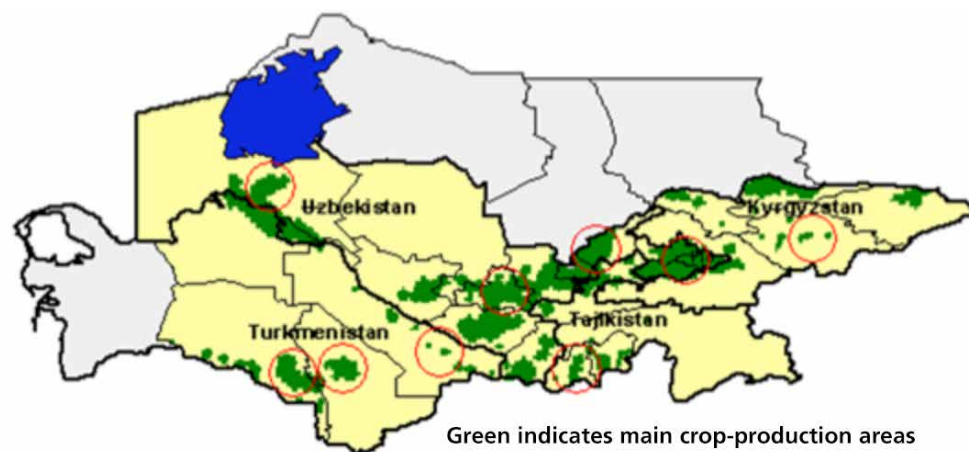 Uzbekistan
Kyrgyzstan
Turkmenistan
Tajikistan
Green indicates main crop-production areas